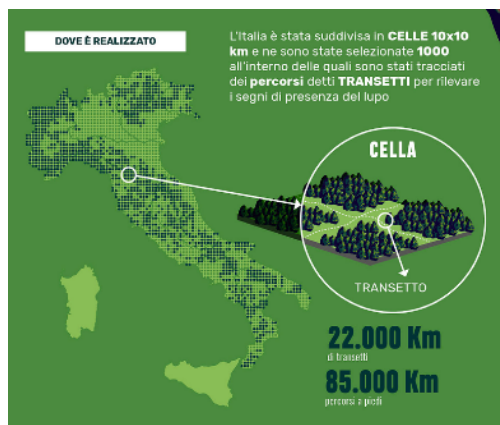 DOVE È REALIZZATO
L'Italia è stata suddivisa in CELLE 10x10
km e ne sono state selezionate 1000
all'interno delle quali sono stati tracciati
dei percorsi detti TRANSETTI per rilevare
i segni di presenza del lupo
CELLA
TRANSETTO
22.000 Km
di transetti
85.000 Km
percorsi a piedi